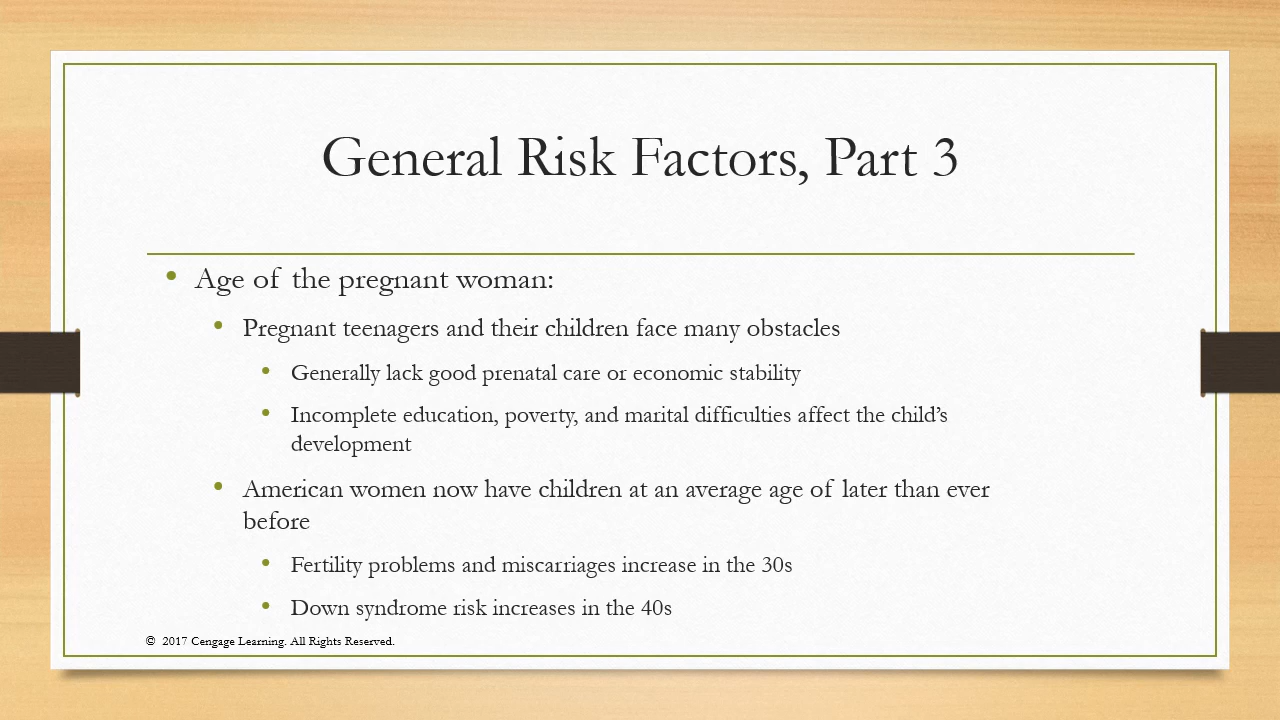 General Risk Factors, Part 3
• Age of the pregnant woman:
• Pregnant teenagers and their children face many obstacles
• Generally lack good prenatal care or economic stability
• Incomplete education, poverty, and marital difficulties affect the child’s
development
• American women now have children at an average age of later than ever
before
• Fertility problems and miscarriages increase in the 30s
• Down syndrome risk increases in the 40s
© 2017 Cengage Learning. All Rights Reserved.